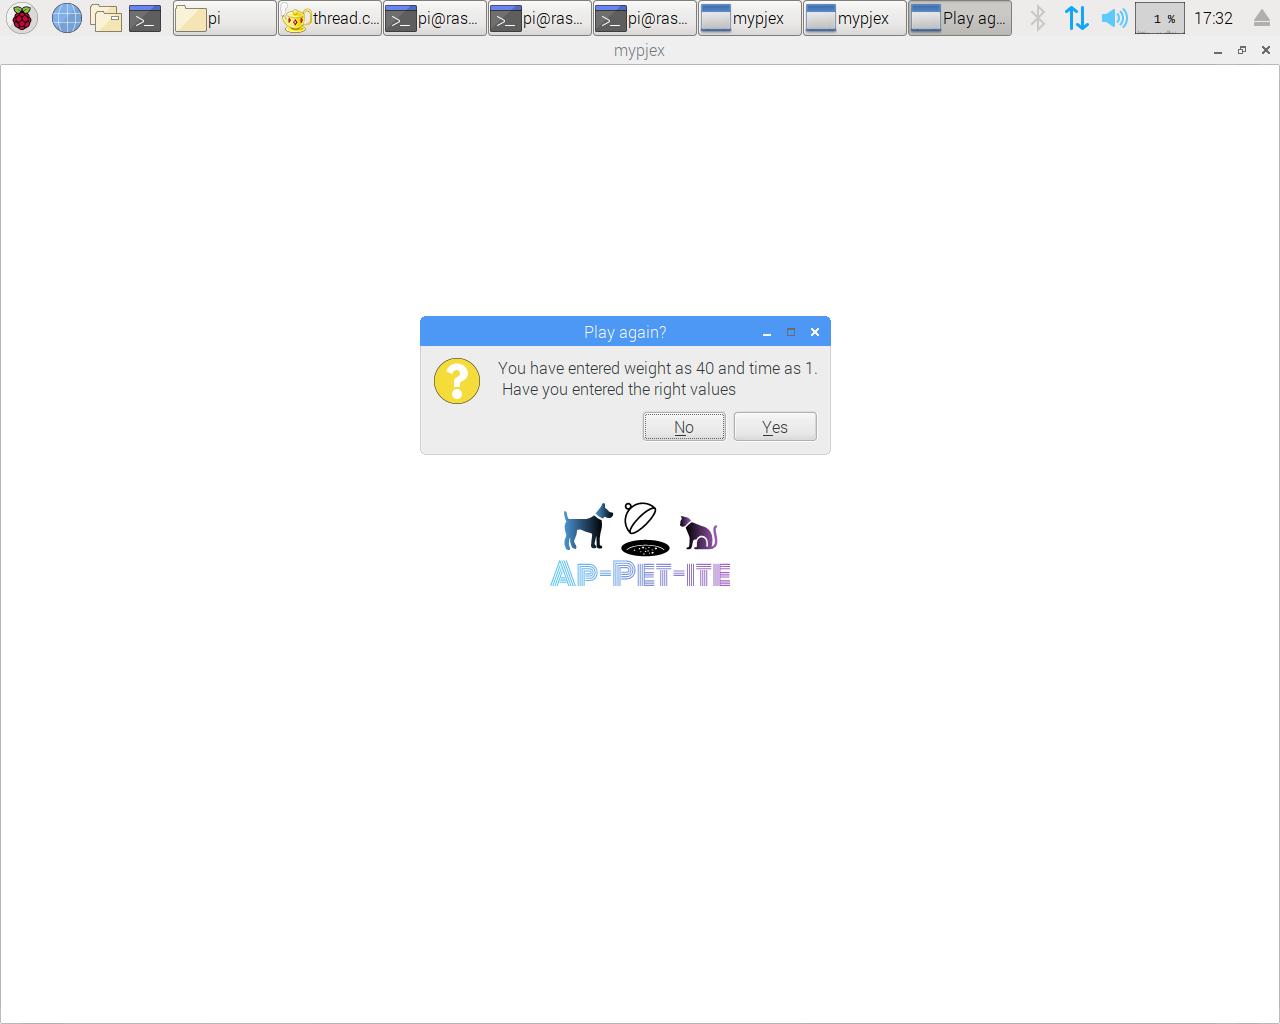 pi
thread.c...
pi@ras...
pi@ras...
pi@ras...
mypjex
mypjex
Play ag...
1 %
17:32
mypjex
Play again?
You have entered weight as 40 and time as 1.
Have you entered the right values
No
Yes
AP-PET-ITE